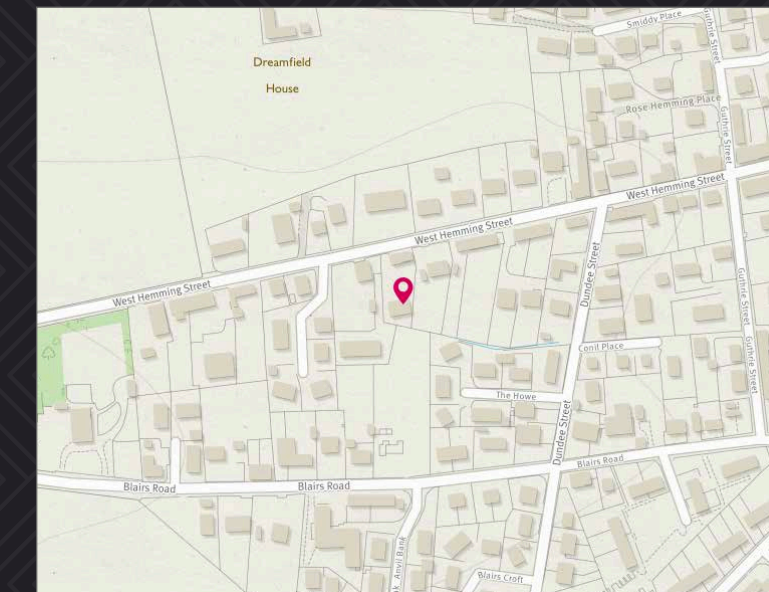 Smiddy Place
Guthrie Street
Dreamfield
House
Rose Hemming Place
Guthrie Street
West Hemming Street
West Hemming Street
West Hemming Street
Dundee Street
Guthrie Street
Guthrie Street
Conil Place
The Howe
Dundee Street
Blairs Road
Blairs Road
Blairs Road
Anvil Bank
Blairs Croft